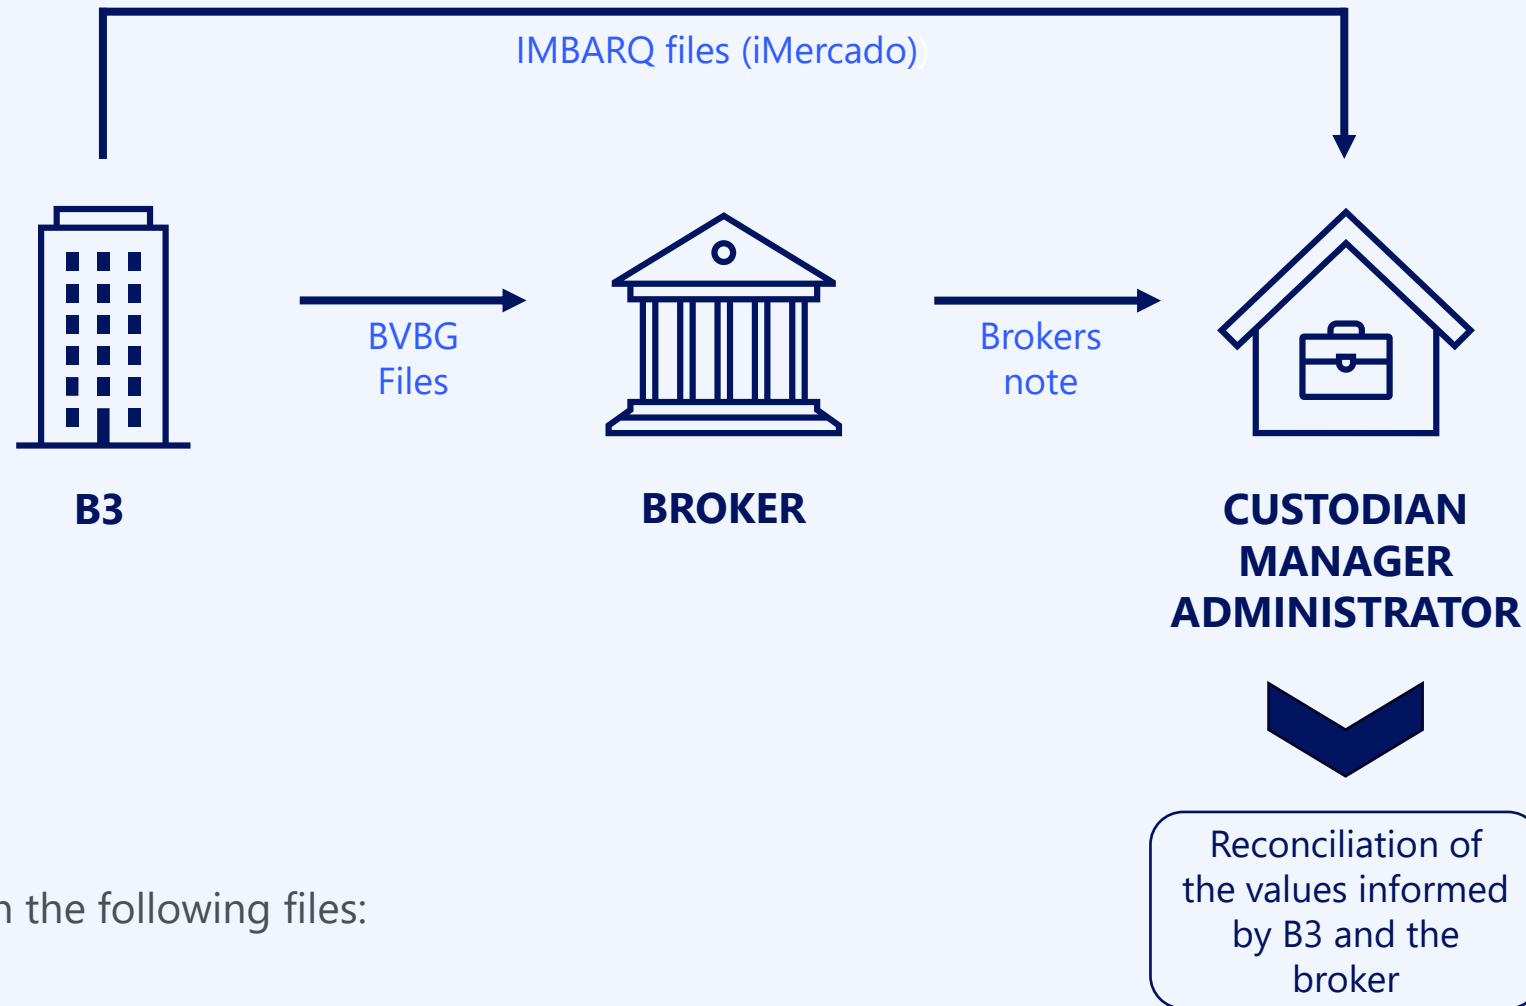 IMBARQ files (iMercado))
BVBG
Files
Brokers
note
B3
BROKER
CUSTODIAN
MANAGER
ADMINISTRATOR
Reconciliation of
the values informed
by B3 and the
broker
the following files: